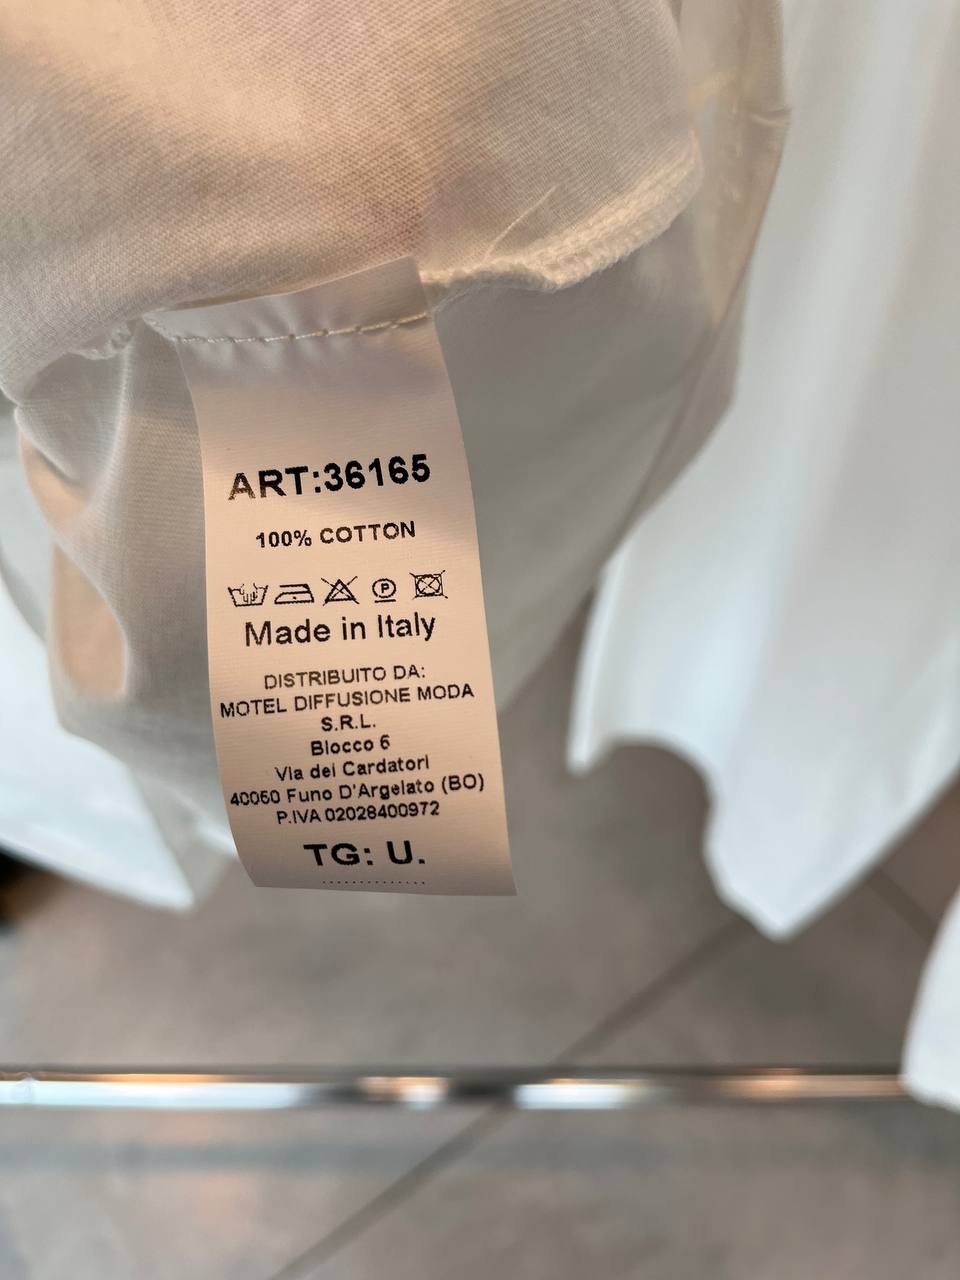 ART:36165
100% COTTON
P
Made in Italy
DISTRIBUITO DA:
MOTEL DIFFUSIONE MODA
S.R.L.
Blocco 6
Via dei Cardatori
40060 Funo D'Argelato (BO)
P.IVA 02028400972
TG: U.